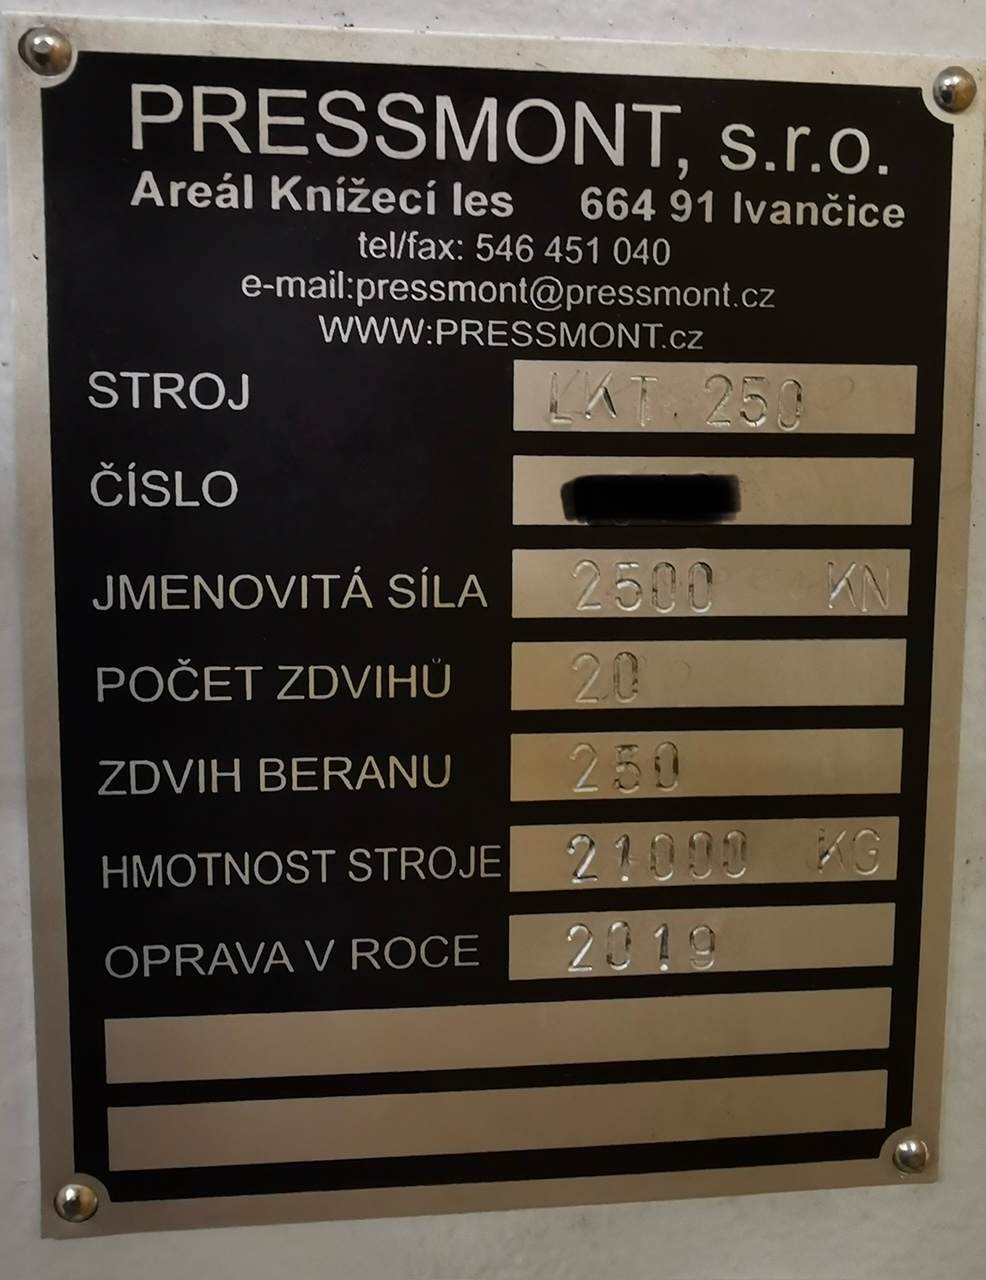 PRESSMONT, s.r.o.
Areál Knížecí les 664 91 Ivančice
tel/fax: 546 451 040
e-mail:pressmont@pressmont.cz
WWW:PRESSMONT.cz
STROJ LKT 250
ČÍSLO
JMENOVITÁ SÍLA 2500 KN
POČET ZDVIHŮ 20
ZDVIH BERANU 250
HMOTNOST STROJE 21000 KG
OPRAVA V ROCE 2019